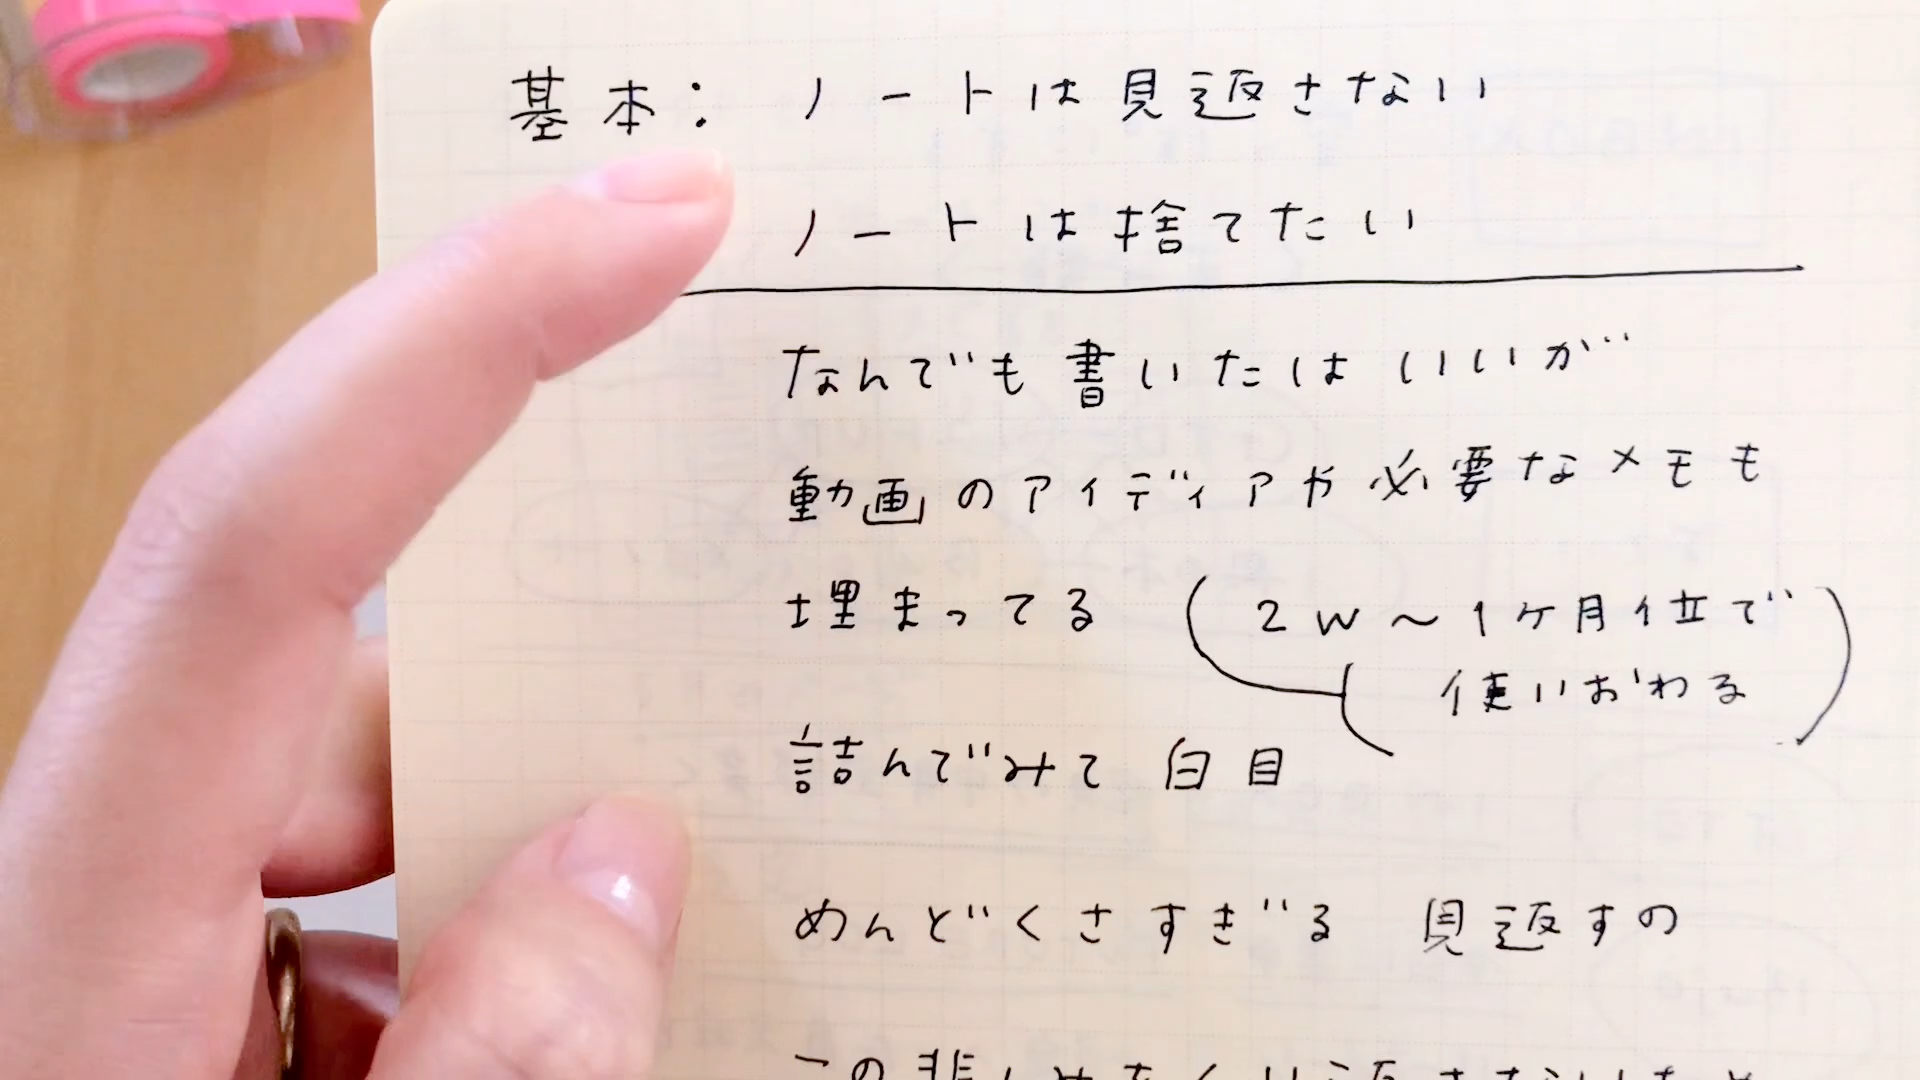 基本: ノートは見返さない
ノートは捨てたい
なんでも書いたはいいが
動画のアイディアや必要なメモも
埋まってる (2w〜1ヶ月位で
使いおわる)
詰んでみて 白目
めんどくさすぎる 見返すの